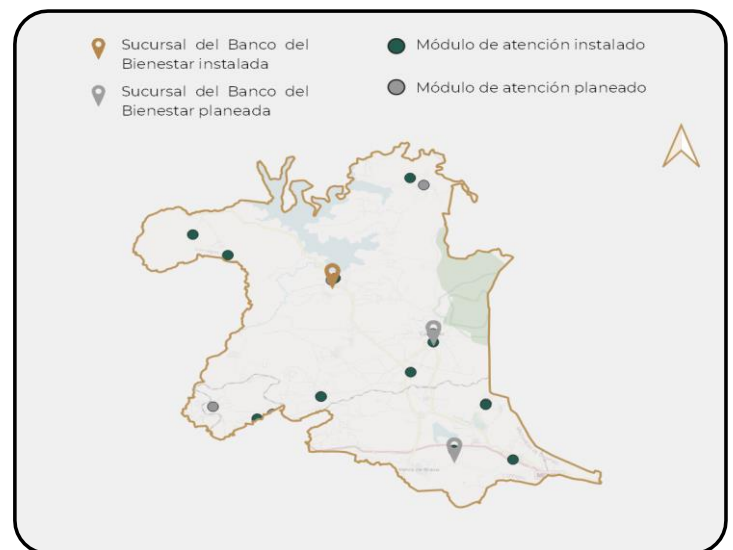 Sucursal del Banco del
Bienestar instalada
Sucursal del Banco del
Bienestar planeada
Módulo de atención instalado
Módulo de atención planeado